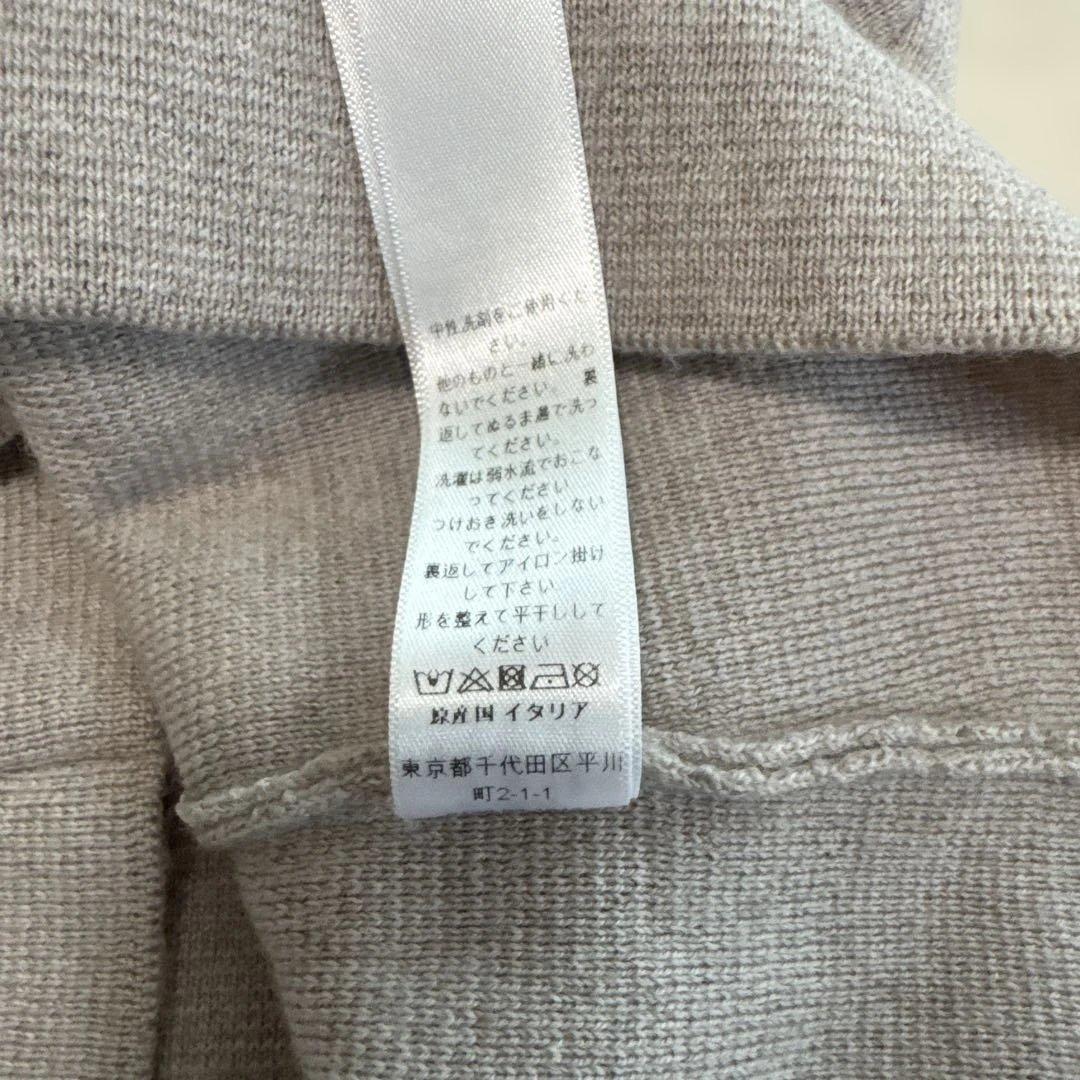 中性洗剤をご使用くだ
さい。
他のものと一緒に洗わ
ないでください。 裏
返してぬるま湯で洗っ
てください。
洗濯は弱水流でおこな
ってください
つけおき洗いをしない
でください。
裏返してアイロン掛け
して下さい
形を整えて平干しして
ください
原産国 イタリア
東京都千代田区平川
町2-1-1